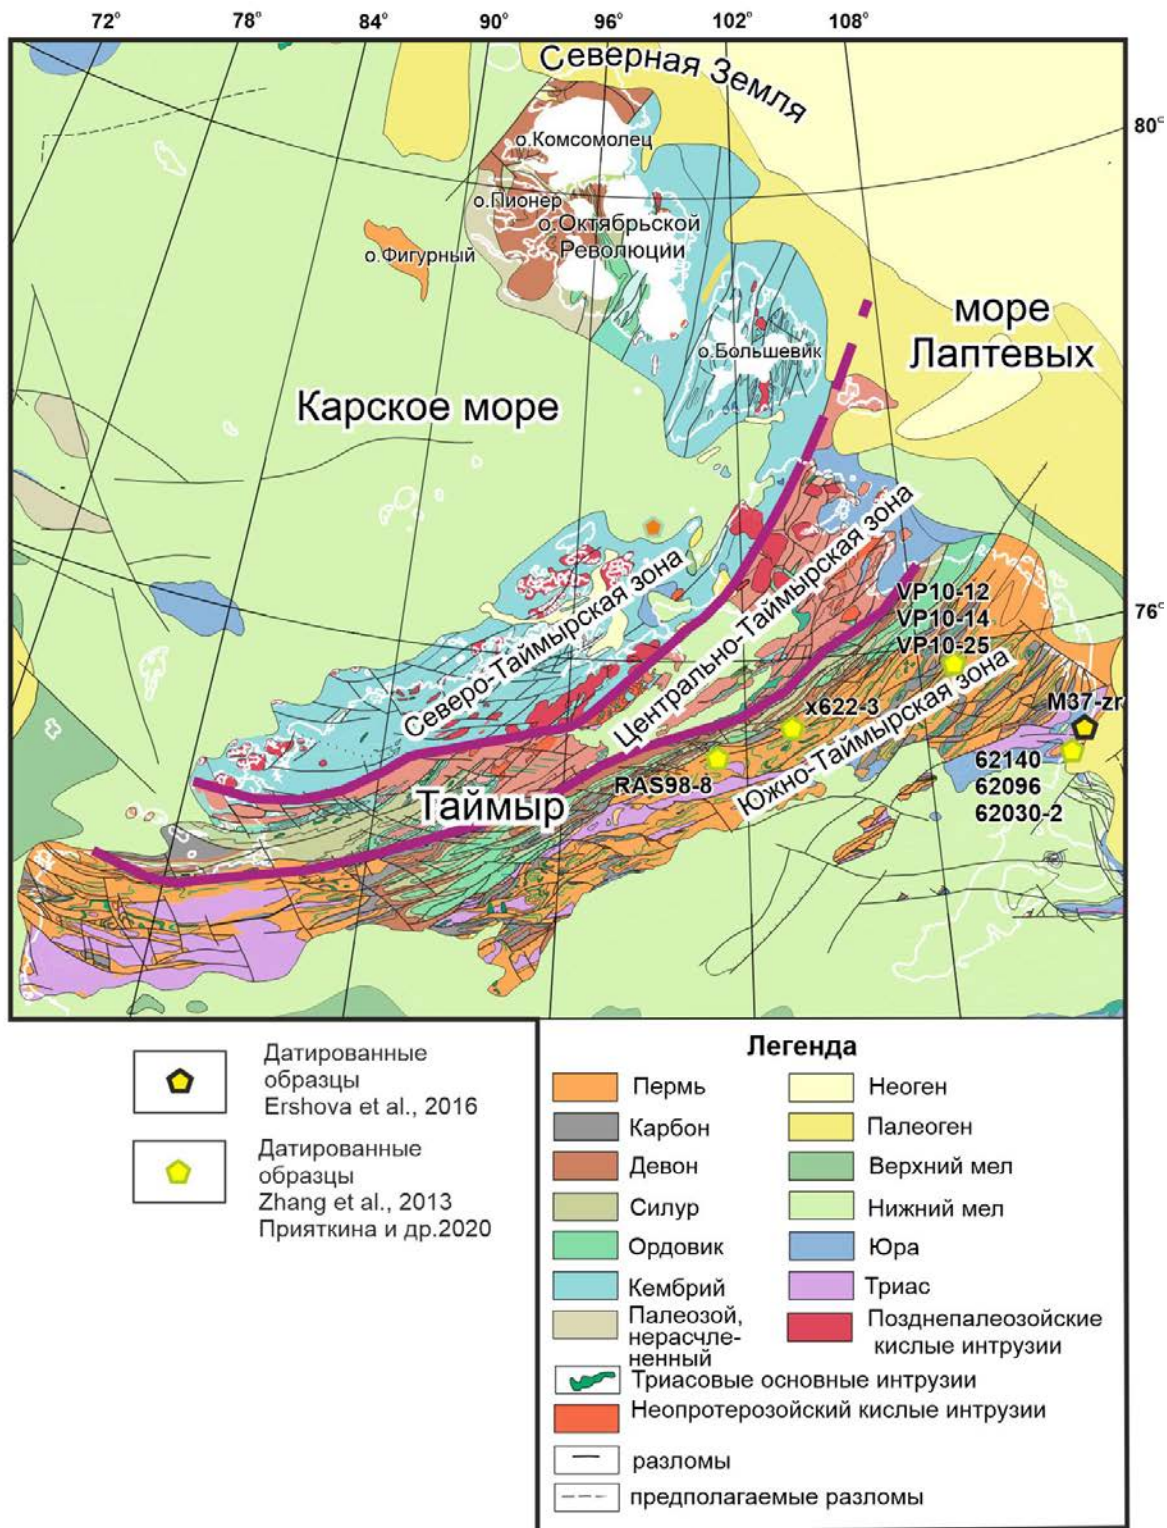 72°
78°
84°
90°
96°
102°
108°
Северная Земля
80°
о.Комсомолец
о.Пионер
о.Октябрьской
Революции
о.Фигурный
море
Лаптевых
о.Большевик
Карское море
76°
Северо-Таймырская зона
Центрально-Таймырская зона
Южно-Таймырская зона
VP10-12
VP10-14
VP10-25
x622-3
M37-zr
RAS98-8
62140
62096
62030-2
Таймыр
Датированные
образцы
Ershova et al., 2016
Датированные
образцы
Zhang et al., 2013
Прияткина и др.2020
Легенда
Пермь
Карбон
Девон
Силур
Ордовик
Кембрий
Палеозой,
нерасчле-
ненный
Неоген
Палеоген
Верхний мел
Нижний мел
Юра
Триас
Позднепалеозойские
кислые интрузии
Триасовые основные интрузии
Неопротерозойский кислые интрузии
разломы
предполагаемые разломы